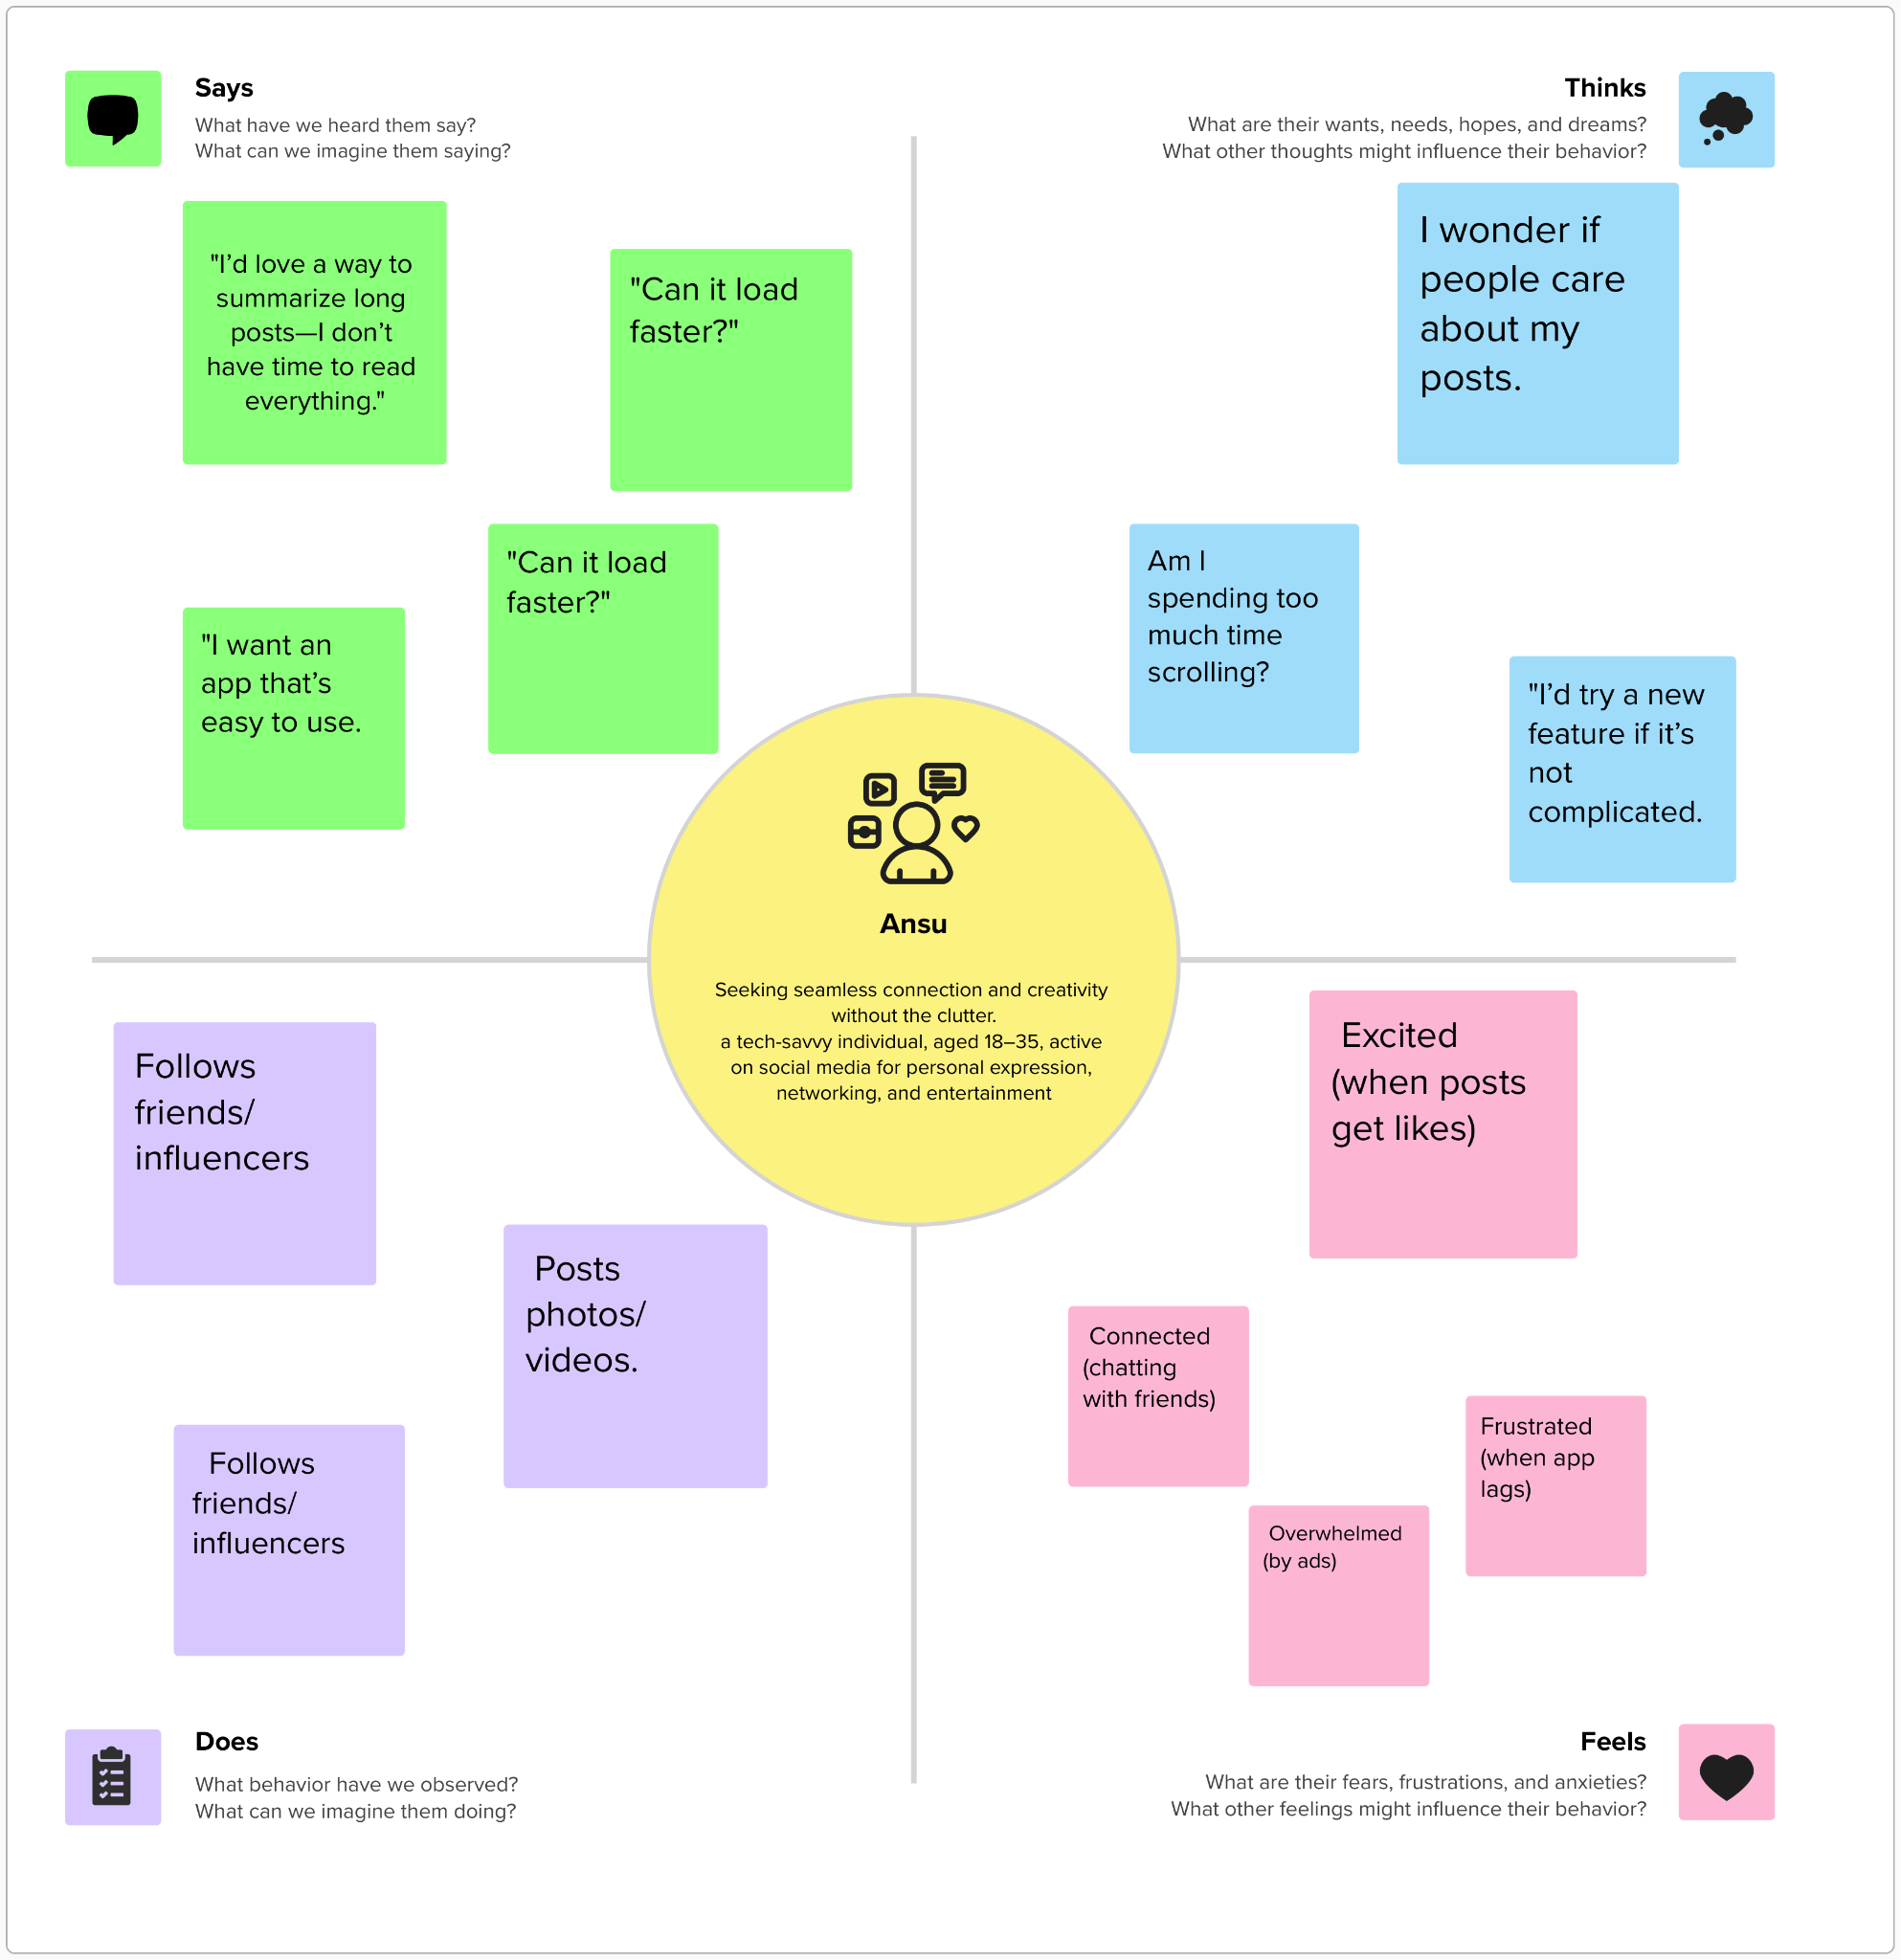 Says
What have we heard them say?
What can we imagine them saying?
"I’d love a way to
summarize long
posts—I don’t
have time to read
everything."
"Can it load
faster?"
"Can it load
faster?"
"I want an
app that’s
easy to use.
Thinks
What are their wants, needs, hopes, and dreams?
What other thoughts might influence their behavior?
I wonder if
people care
about my
posts.
Am I
spending too
much time
scrolling?
"I’d try a new
feature if it’s
not
complicated.
Ansu
Seeking seamless connection and creativity
without the clutter.
a tech-savvy individual, aged 18–35, active
on social media for personal expression,
networking, and entertainment
Follows
friends/
influencers
Posts
photos/
videos.
Follows
friends/
influencers
Does
What behavior have we observed?
What can we imagine them doing?
Excited
(when posts
get likes)
Connected
(chatting
with friends)
Frustrated
(when app
lags)
Overwhelmed
(by ads)
Feels
What are their fears, frustrations, and anxieties?
What other feelings might influence their behavior?